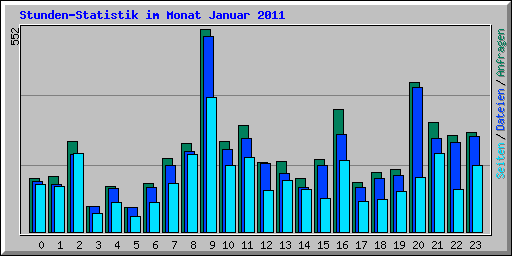 Stunden-Statistik im Monat Januar 2011
552
Seiten / Dateien / Anfragen
0 1 2 3 4 5 6 7 8 9 10 11 12 13 14 15 16 17 18 19 20 21 22 23